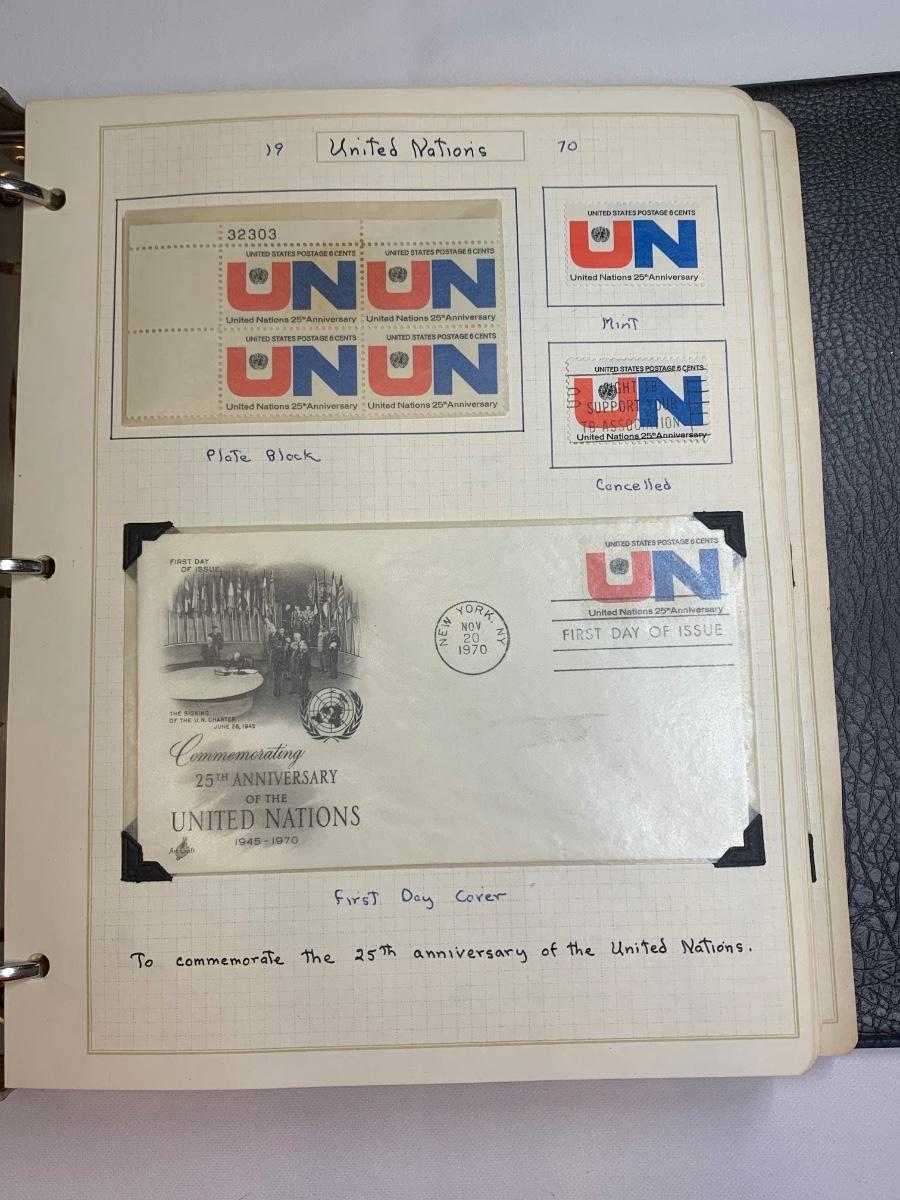 19 United Nations 70
32303
UNITED STATES POSTAGE 6 CENTS
UN
United Nations 25th Anniversary
UNITED STATES POSTAGE 6 CENTS
UN
United Nations 25th Anniversary
UNITED STATES POSTAGE 6 CENTS
UN
United Nations 25th Anniversary
UNITED STATES POSTAGE 6 CENTS
UN
United Nations 25th Anniversary
Plate Block
UNITED STATES POSTAGE 6 CENTS
UN
United Nations 25th Anniversary
Mint
UNITED STATES POSTAGE 6 CENTS
UN
TB
SUPPORT YOUR
TB ASSOCIATION
United Nations 25th Anniversary
Cancelled
FIRST DAY
OF ISSUE
THE SIGNING
OF THE U.N. CHARTER
JUNE 26, 1945
Commemorating
25TH ANNIVERSARY
OF THE
UNITED NATIONS
1945-1970
ArtCraft
NEW YORK, NY
NOV
20
1970
UNITED STATES POSTAGE 6 CENTS
UN
United Nations 25th Anniversary
FIRST DAY OF ISSUE
First Day Cover
To commemorate the 25th anniversary of the United Nations.